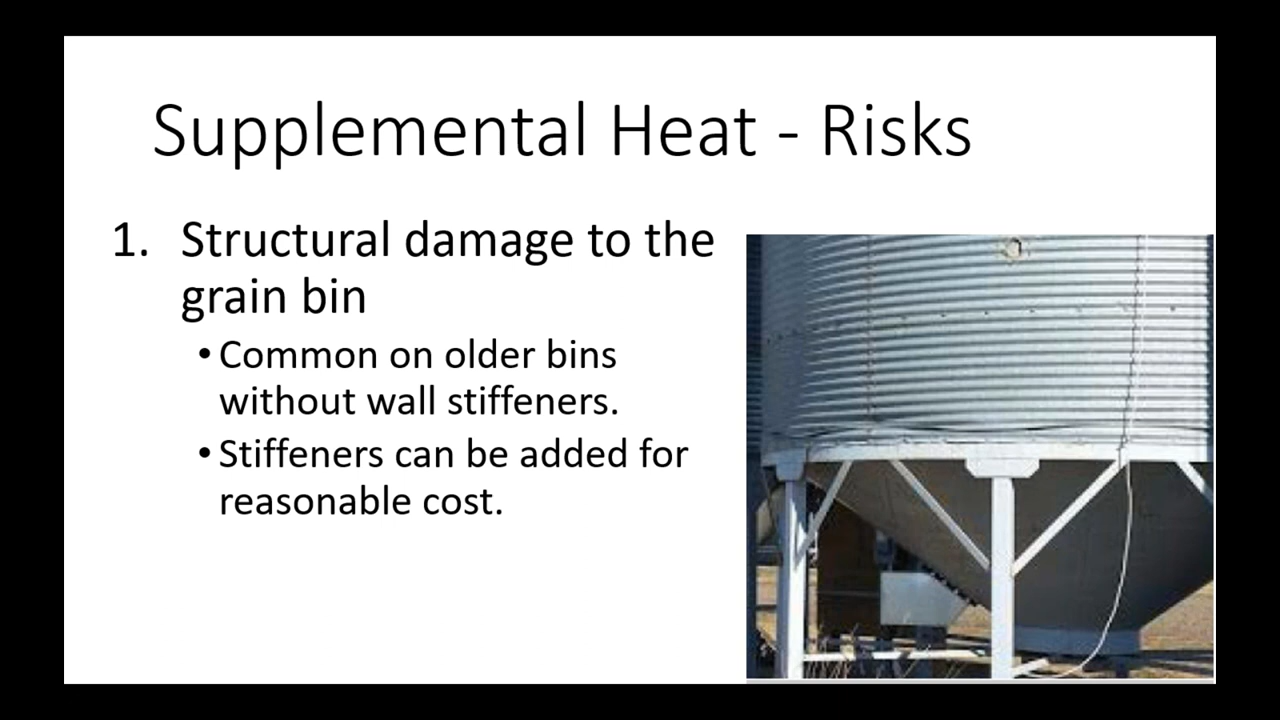 Supplemental Heat - Risks
1. Structural damage to the
grain bin
• Common on older bins
without wall stiffeners.
• Stiffeners can be added for
reasonable cost.